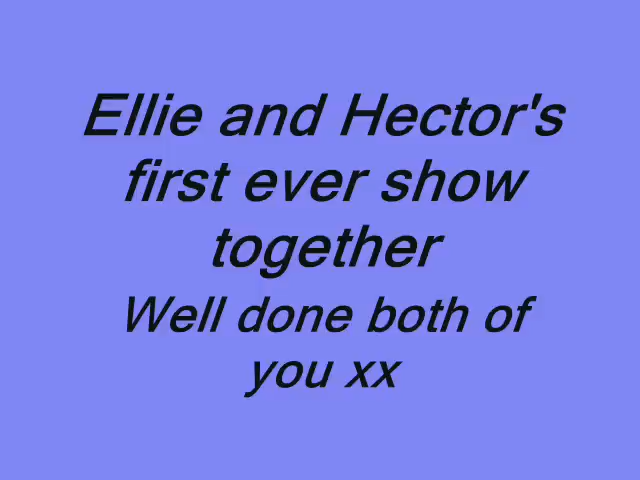 Ellie and Hector's
first ever show
together
Well done both of
you xx